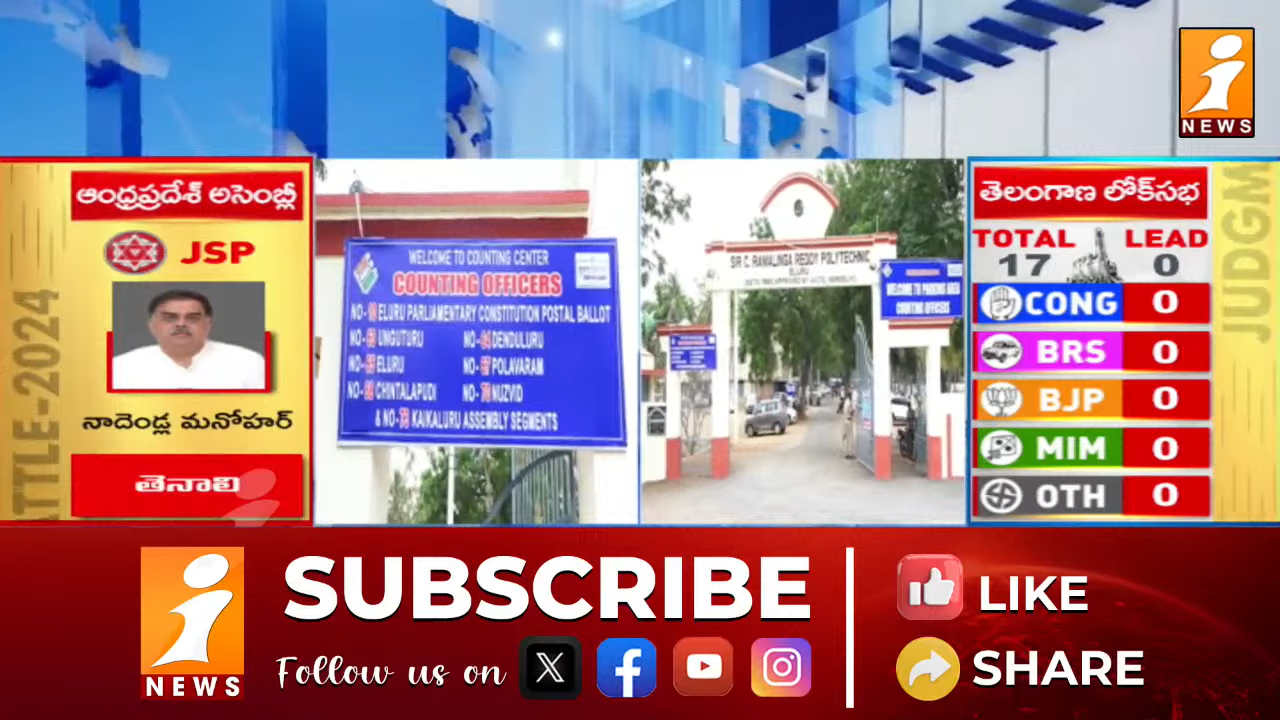 i NEWS
ఆంధ్రప్రదేశ్ అసెంబ్లీ
JSP
నాదెండ్ల మనోహర్
తెనాలి
WELCOME TO COUNTING CENTER
COUNTING OFFICERS
ELURU PARLIAMENTARY CONSTITUTION POSTAL BALLOT
UNGUTURU
DENDULURU
ELURU
POLAVARAM
CHINTALAPUDI
NUZVID
& NO-73 KAIKALURU ASSEMBLY SEGMENTS
SIR C. RAMALINGA REDDY POLYTECHNIC
ELURU
WELCOME TO PARKING AREA
COUNTING OFFICERS
తెలంగాణ లోక్‌సభ
TOTAL LEAD
17 0
CONG 0
BRS 0
BJP 0
MIM 0
OTH 0
ATTLE-2024
JUDGM
i NEWS
SUBSCRIBE
Follow us on
LIKE
SHARE